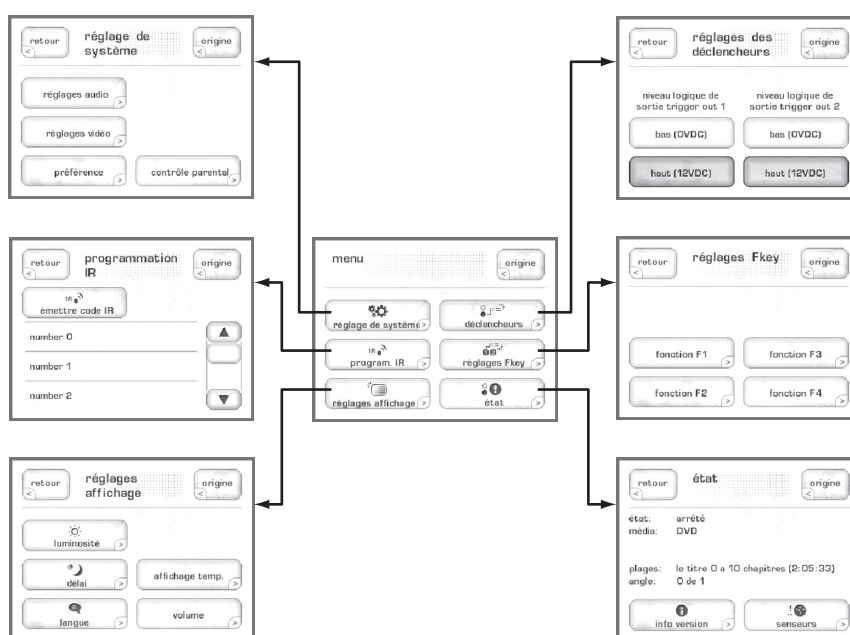 retour
réglage de
système
origine
réglages audio
règlages vidéo
préférence
contrôle parental
retour
programmation
IR
origine
IR
émettre code IR
number 0
number 1
number 2
retour
réglages
affichage
origine
luminosité
délai
affichage temp.
langue
volume
menu
origine
réglage de système
déclencheurs
IR
program. IR
réglages Fkey
réglages affichage
état
retour
réglages des
déclencheurs
origine
niveau logique de
sortie trigger out 1
niveau logique de
sortie trigger out 2
bas (0VDC)
bas (0VDC)
haut (12VDC)
haut (12VDC)
retour
réglages Fkey
origine
fonction F1
fonction F3
fonction F2
fonction F4
retour
état
origine
état: arrêté
média: DVD
plages: le titre 0 a 10 chapitres (2:05:33)
angle: 0 de 1
info version
senseurs